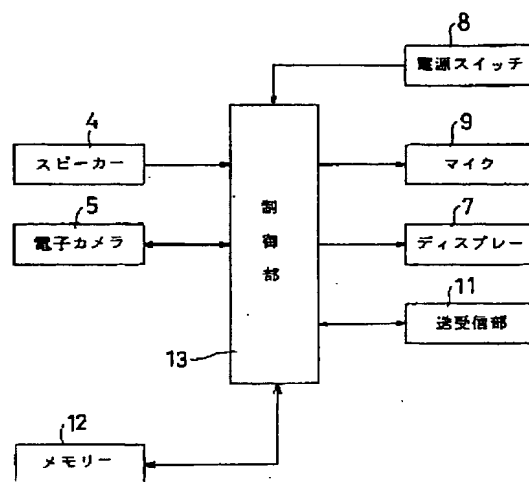 8
電源スイッチ
4
スピーカー
9
マイク
5
電子カメラ
制御部
7
ディスプレー
11
送受信部
13
12
メモリー